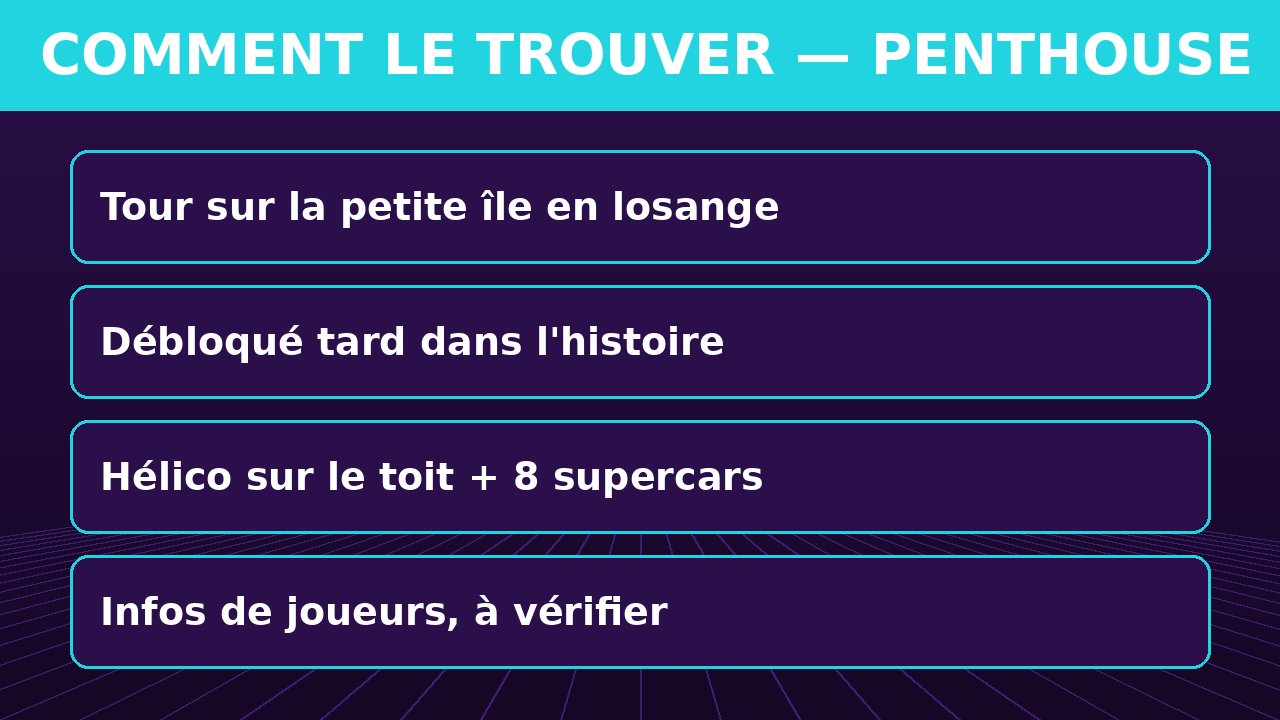 COMMENT LE TROUVER — PENTHOUSE
Tour sur la petite île en losange
Débloqué tard dans l'histoire
Hélico sur le toit + 8 supercars
Infos de joueurs, à vérifier